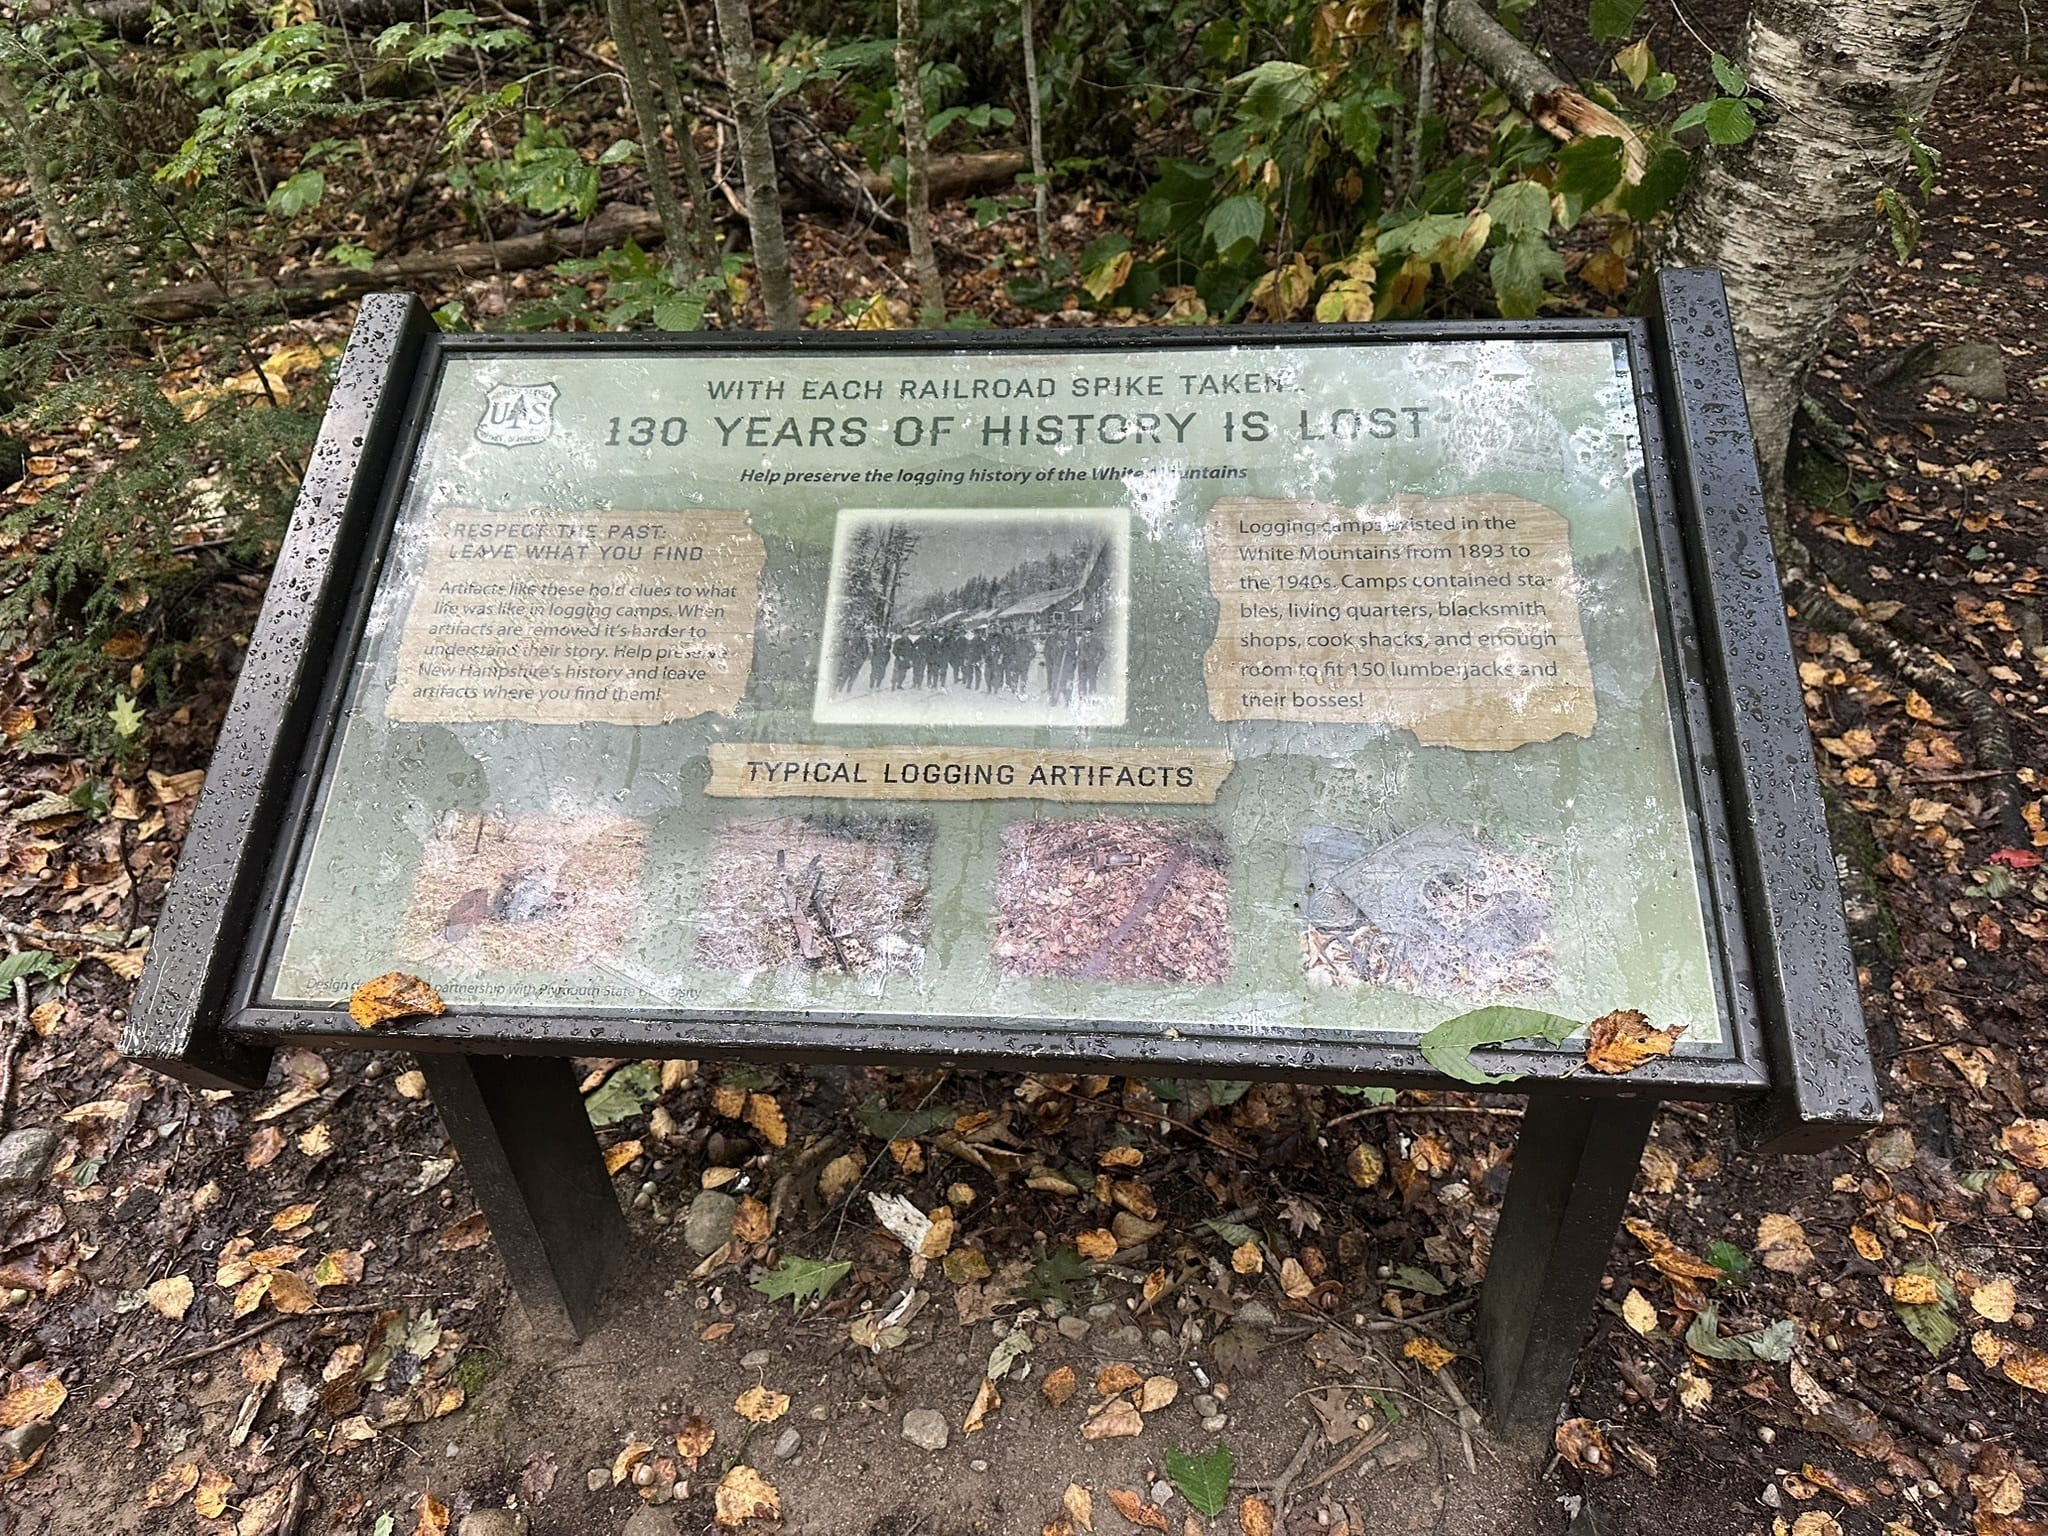 WITH EACH RAILROAD SPIKE TAKEN...
130 YEARS OF HISTORY IS LOST
Help preserve the logging history of the White Mountains
UAS
RESPECT THE PAST:
LEAVE WHAT YOU FIND
Artifacts like these hold clues to what
life was like in logging camps. When
artifacts are removed it's harder to
understand their story. Help preserve
New Hampshire's history and leave
artifacts where you find them!
Logging camps existed in the
White Mountains from 1893 to
the 1940s. Camps contained sta-
bles, living quarters, blacksmith
shops, cook shacks, and enough
room to fit 150 lumberjacks and
their bosses!
TYPICAL LOGGING ARTIFACTS
Design partnership with Plymouth State University